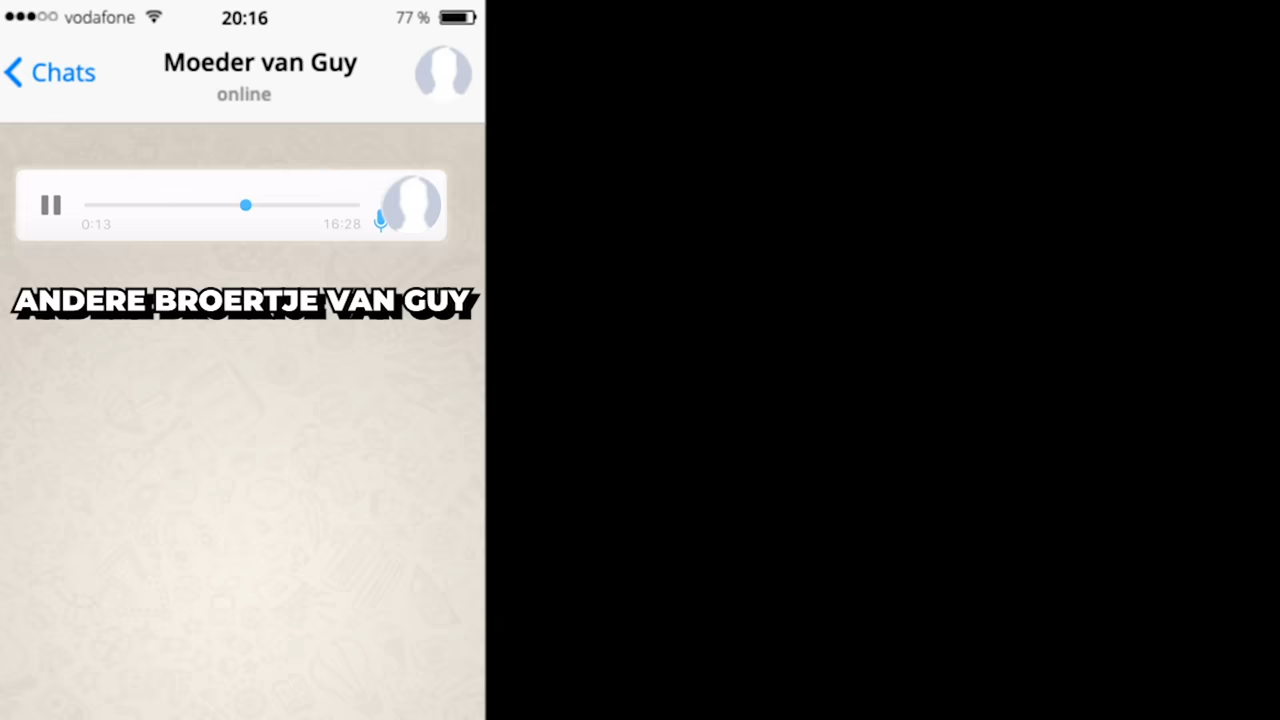 vodafone 20:16 77 %
Chats Moeder van Guy
online
0:13 16:28
ANDERE BROERTJE VAN GUY